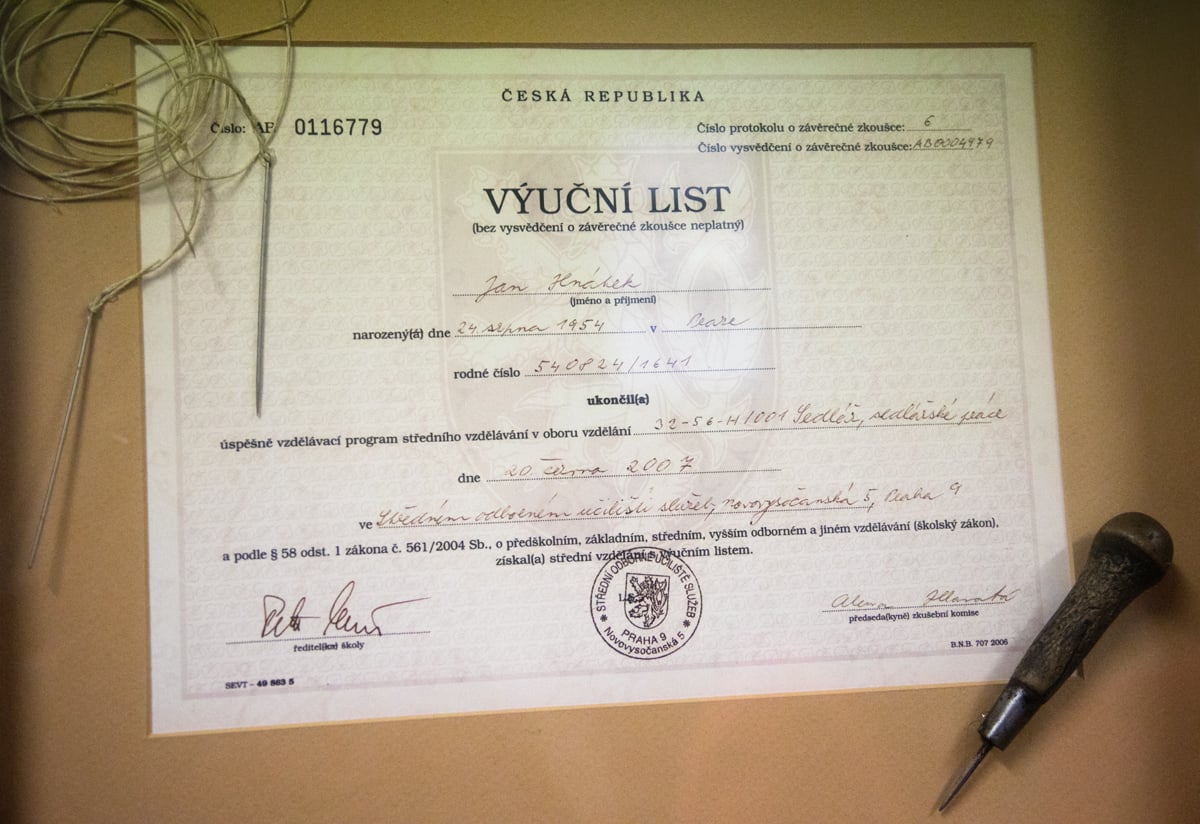 ČESKÁ REPUBLIKA
Číslo: AF 0116779
Číslo protokolu o závěrečné zkoušce: 6
Číslo vysvědčení o závěrečné zkoušce: AB0004979
VÝUČNÍ LIST
(bez vysvědčení o závěrečné zkoušce neplatný)
Jan Hnátek
(jméno a příjmení)
narozený(á) dne 24. srpna 1954 v Praze
rodné číslo 540824/1641
ukončil(a)
úspěšně vzdělávací program středního vzdělávání v oboru vzdělání 32-56-H/001 Sedlář, sedlářské práce
dne 20. června 2007
ve Středním odborném učilišti služeb, Novovysočanská 5, Praha 9
a podle § 58 odst. 1 zákona č. 561/2004 Sb., o předškolním, základním, středním, vyšším odborném a jiném vzdělávání (školský zákon),
získal(a) střední vzdělání s výučním listem.
STŘEDNÍ ODBORNÉ UČILIŠTĚ SLUŽEB
PRAHA 9
Novovysočanská 5
ředitel(ka) školy
Alena
předseda(kyně) zkušební komise
B.N.B. 707 2006
SEVT – 49 883 5